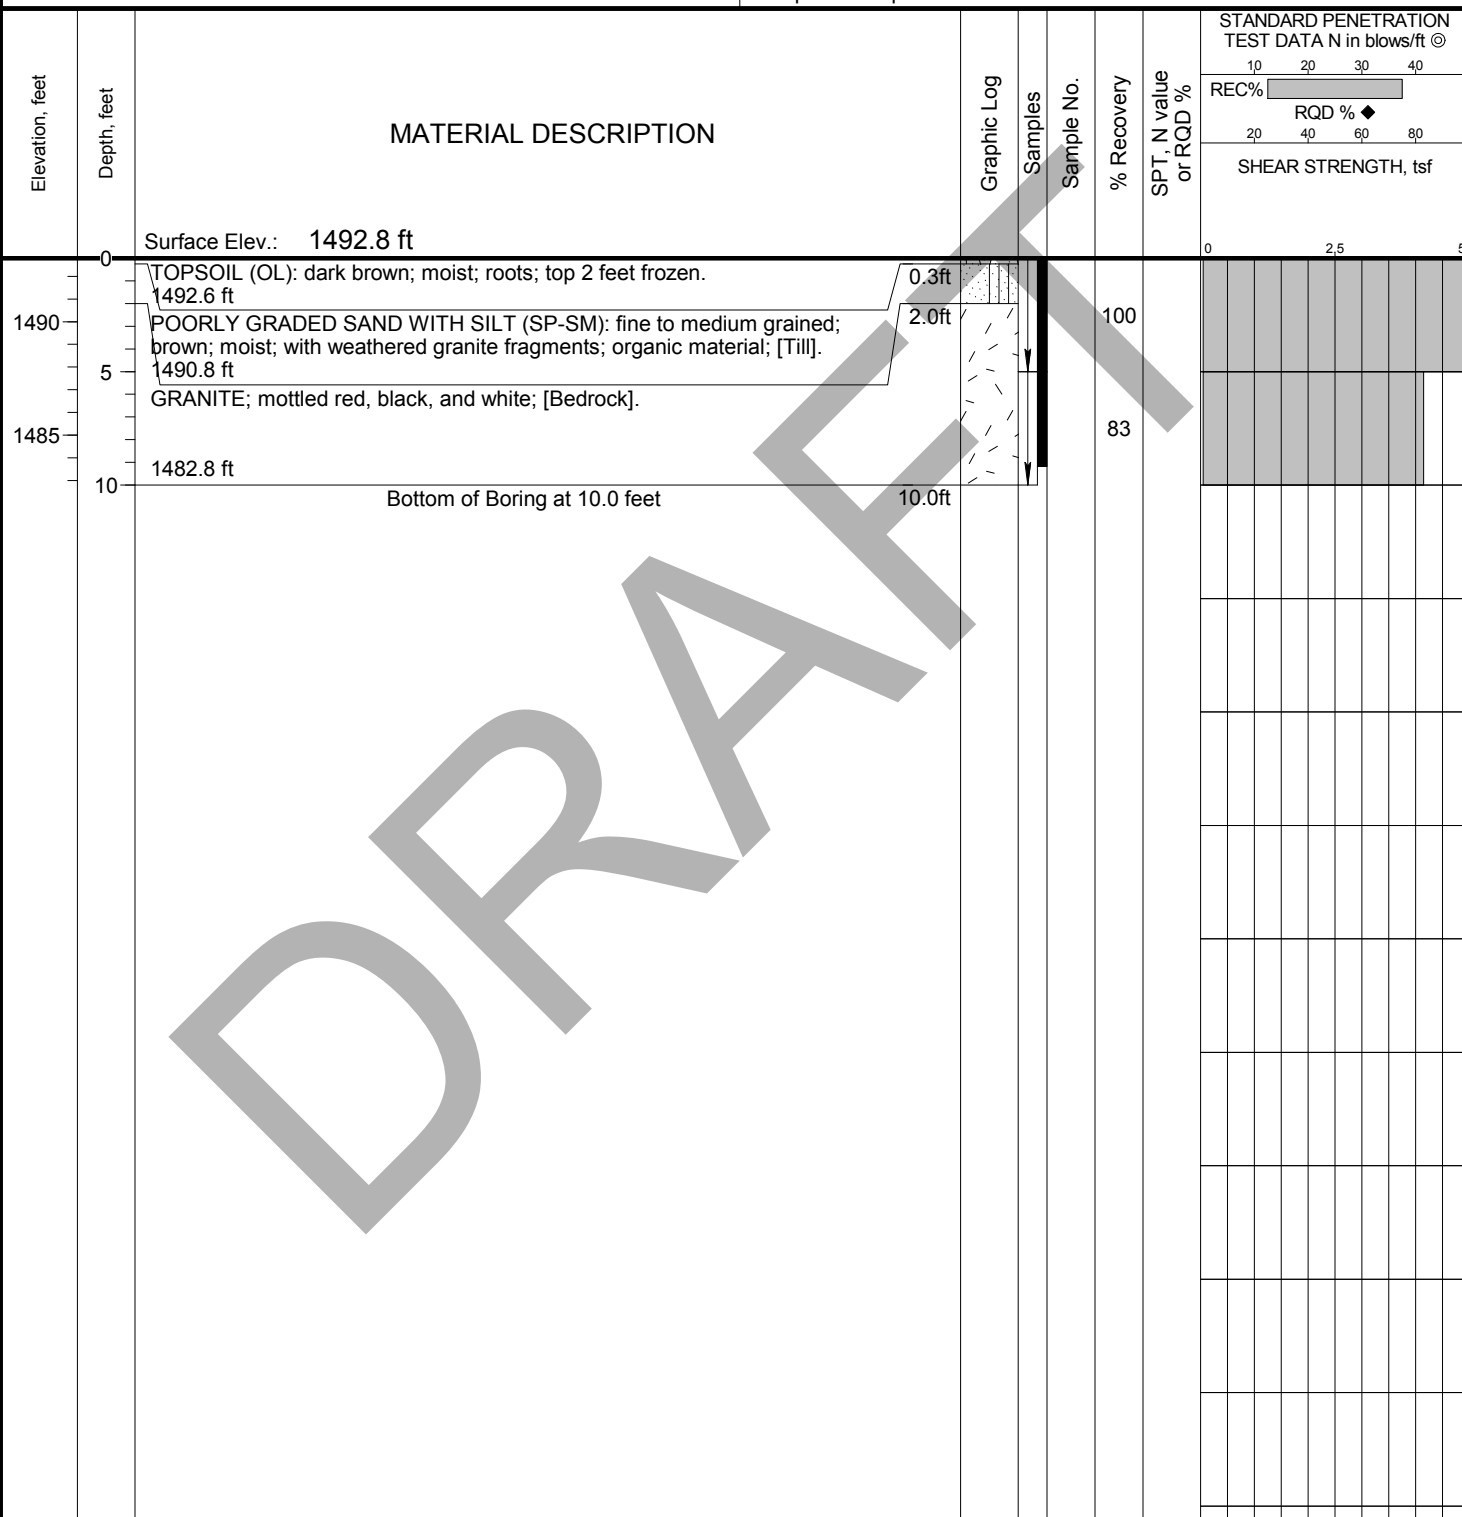 STANDARD PENETRATION
TEST DATA N in blows/ft ◎
10 20 30 40
REC%
RQD % ◆
20 40 60 80
SHEAR STRENGTH, tsf
0 2.5 5
Elevation, feet
Depth, feet
MATERIAL DESCRIPTION
Graphic Log
Samples
Sample No.
% Recovery
SPT, N value
or RQD %
Surface Elev.: 1492.8 ft
0
TOPSOIL (OL): dark brown; moist; roots; top 2 feet frozen.
0.3ft
1492.6 ft
1490
POORLY GRADED SAND WITH SILT (SP-SM): fine to medium grained;
2.0ft
100
brown; moist; with weathered granite fragments; organic material; [Till].
1490.8 ft
5
GRANITE; mottled red, black, and white; [Bedrock].
1485
83
1482.8 ft
10
Bottom of Boring at 10.0 feet
10.0ft
DRAFT